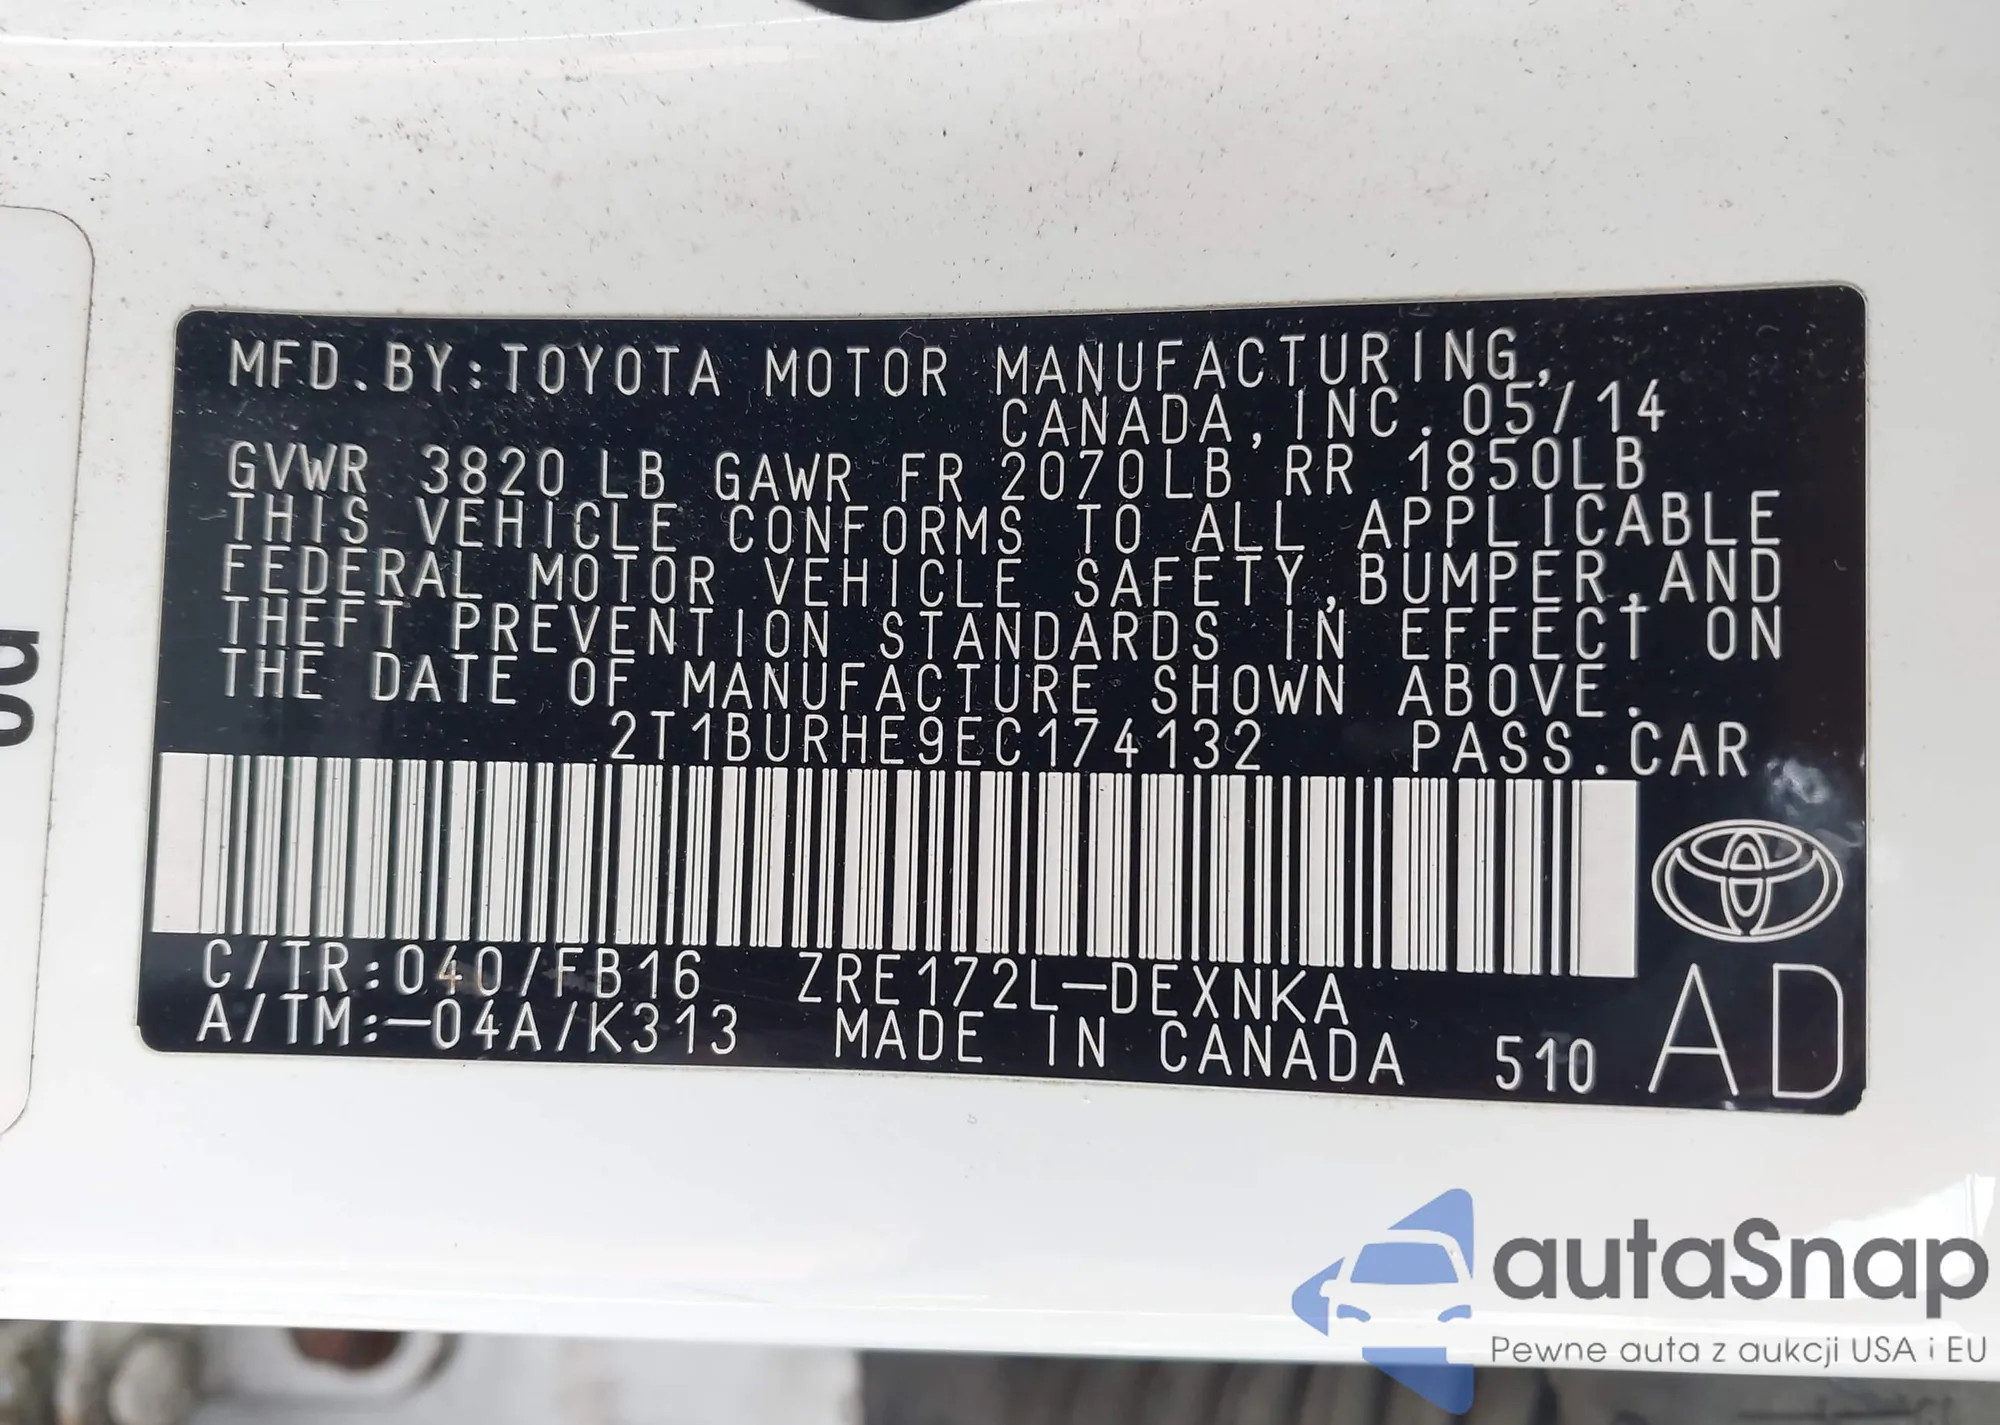 MFD.BY:TOYOTA MOTOR MANUFACTURING,
CANADA,INC.05/14
GVWR 3820LB GAWR FR 2070LB RR 1850LB
THIS VEHICLE CONFORMS TO ALL APPLICABLE
FEDERAL MOTOR VEHICLE SAFETY,BUMPER,AND
THEFT PREVENTION STANDARDS IN EFFECT ON
THE DATE OF MANUFACTURE SHOWN ABOVE.
2T1BURHE9EC174132 PASS.CAR
C/TR:040/FB16 ZRE172L-DEXNKA
A/TM:-04A/K313 MADE IN CANADA 510 AD
autaSnap
Pewne auta z aukcji USA i EU